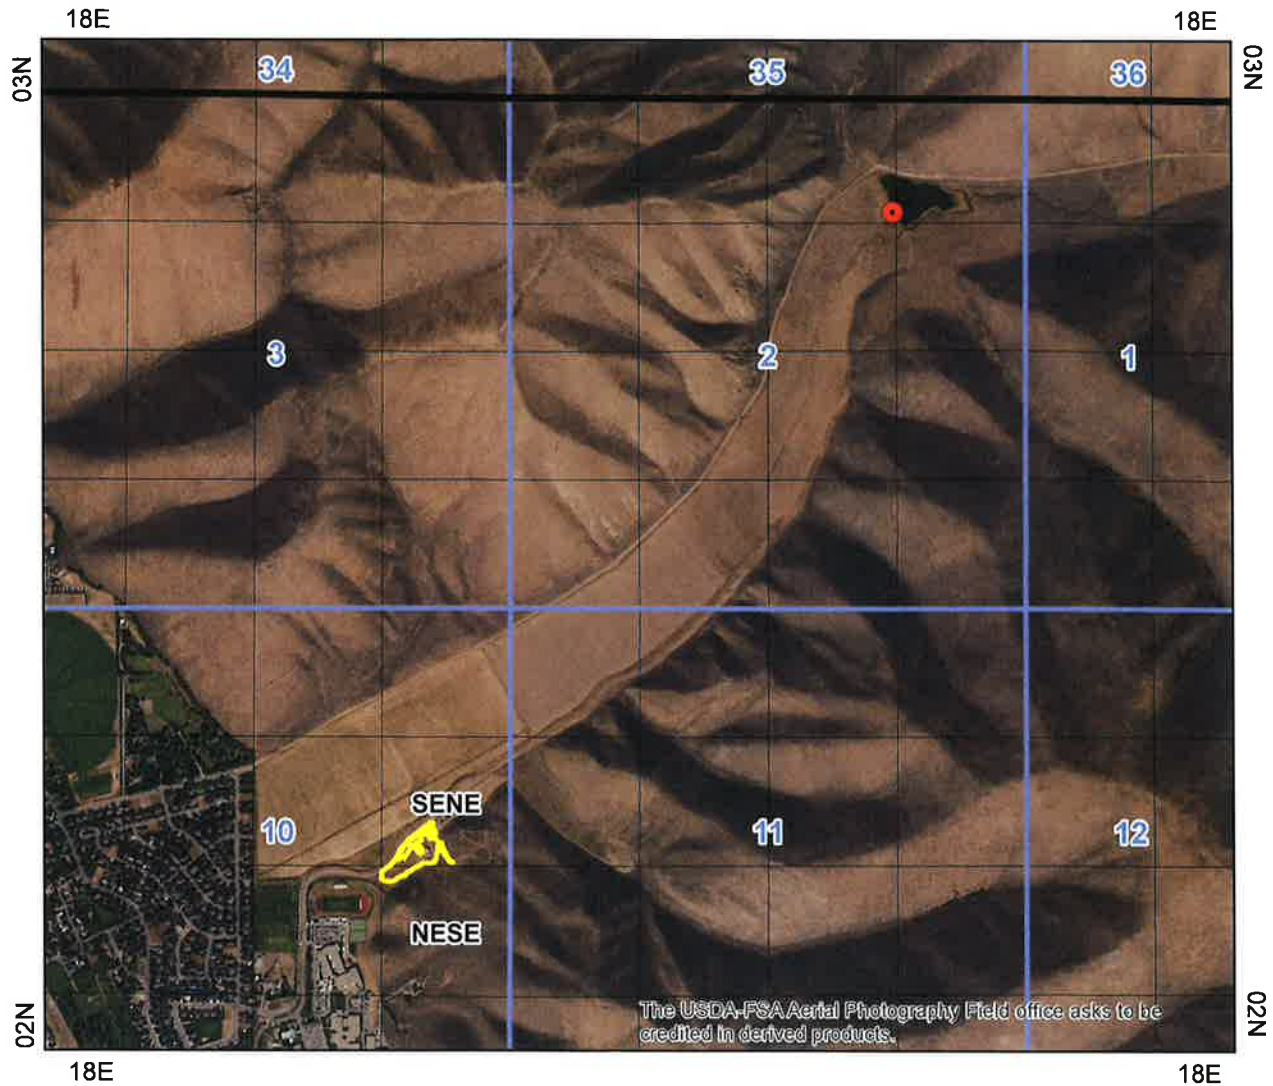 18E 18E
03N 03N
34 35 36
3 2 1
SENE
10 11 12
NESE
The USDA-FSA Aerial Photography Field office asks to be
credited in derived products.
02N 02N
18E 18E